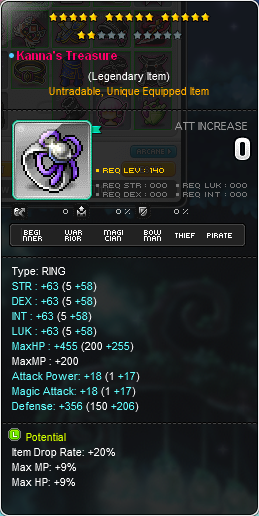 Kanna's Treasure
(Legendary Item)
Untradable, Unique Equipped Item
ATT INCREASE
0
REQ LEV : 140
REQ STR : 000
REQ LUK : 000
REQ DEX : 000
REQ INT : 000
0
0 %
0 %
BEGINNER WARRIOR MAGICIAN BOWMAN THIEF PIRATE
Type: RING
STR : +63 (5 +58)
DEX : +63 (5 +58)
INT : +63 (5 +58)
LUK : +63 (5 +58)
MaxHP : +455 (200 +255)
MaxMP : +200
Attack Power: +18 (1 +17)
Magic Attack: +18 (1 +17)
Defense: +356 (150 +206)
L Potential
Item Drop Rate: +20%
Max MP: +9%
Max HP: +9%